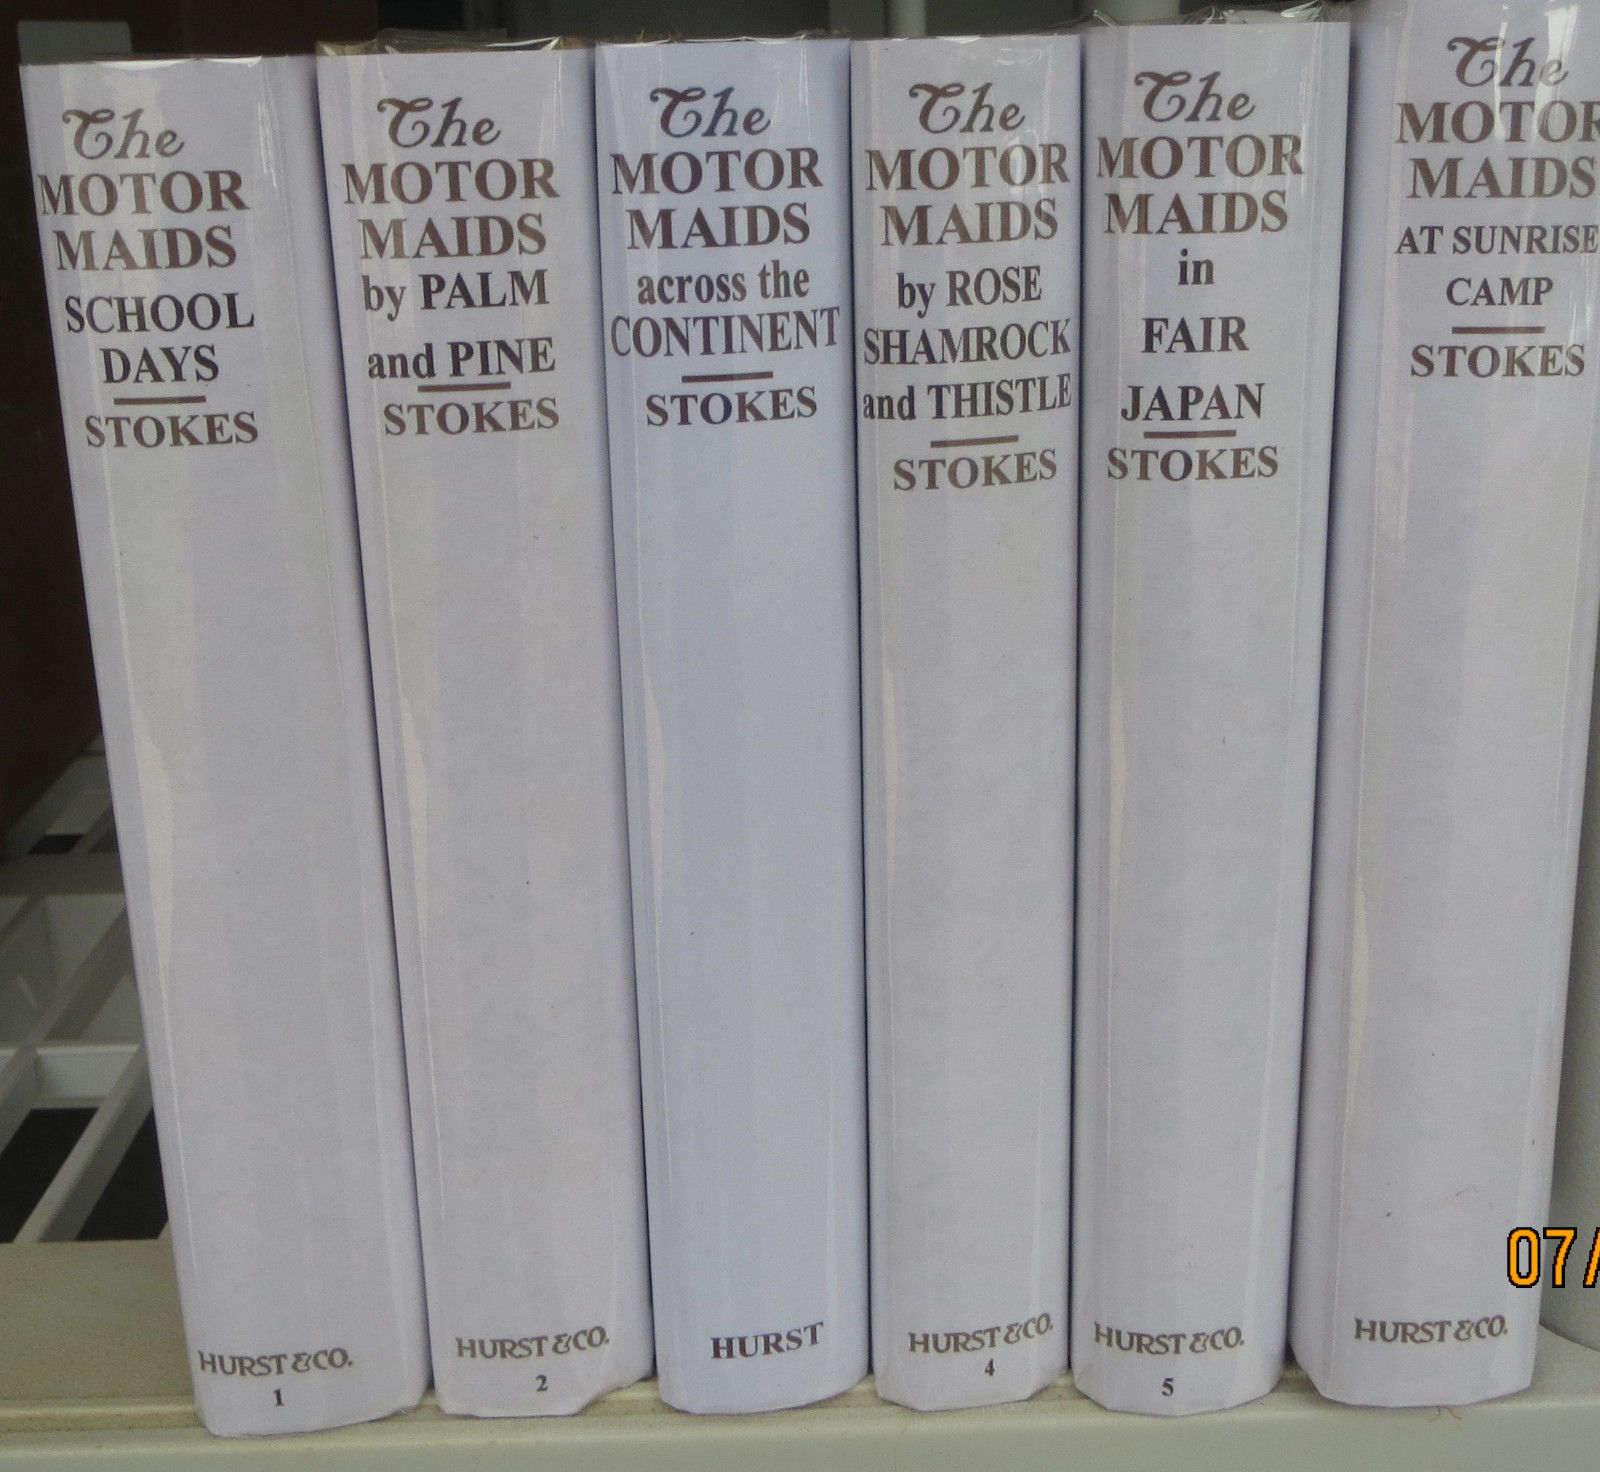 The
MOTOR
MAIDS
SCHOOL
DAYS
STOKES
HURST & CO.
1
The
MOTOR
MAIDS
by PALM
and PINE
STOKES
HURST & CO.
2
The
MOTOR
MAIDS
across the
CONTINENT
STOKES
HURST
The
MOTOR
MAIDS
by ROSE
SHAMROCK
and THISTLE
STOKES
HURST & CO.
4
The
MOTOR
MAIDS
in
FAIR
JAPAN
STOKES
HURST & CO.
5
The
MOTOR
MAIDS
AT SUNRISE
CAMP
STOKES
HURST & CO.
07/